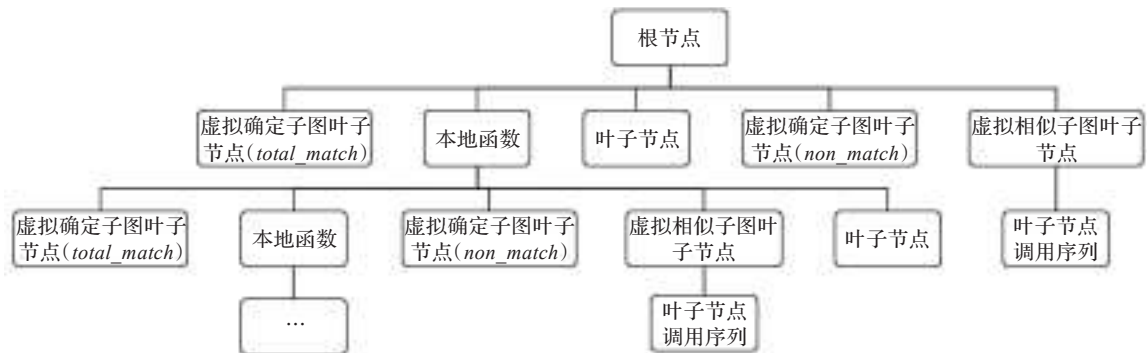 根节点
虚拟确定子图叶子
节点(total_match)
本地函数
叶子节点
虚拟确定子图叶子
节点(non_match)
虚拟相似子图叶子
节点
虚拟确定子图叶子
节点(total_match)
本地函数
虚拟确定子图叶子
节点(non_match)
虚拟相似子图叶
子节点
叶子节点
叶子节点
调用序列
…
叶子节点
调用序列